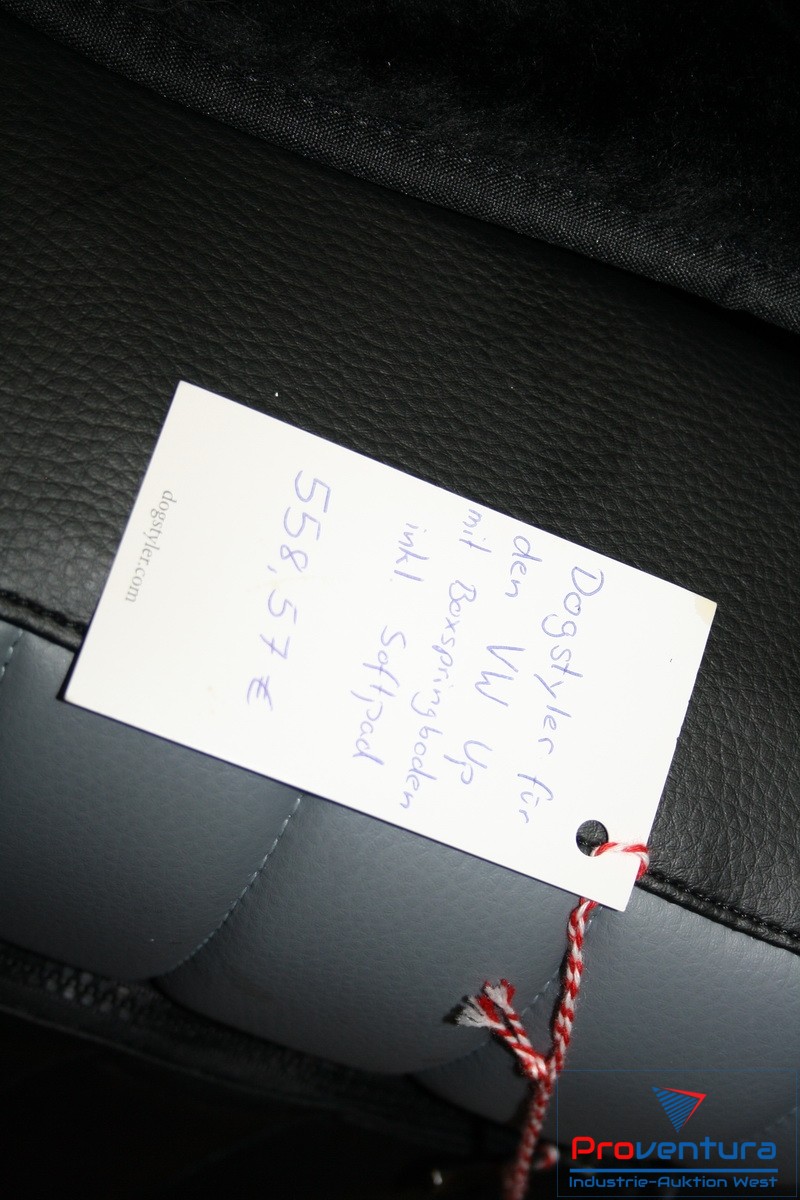 Dogstyler für
den VW Up
mit Boxspringboden
inkl. Softpad
558,57 €
dogstyler.com
Proventura
Industrie-Auktion West